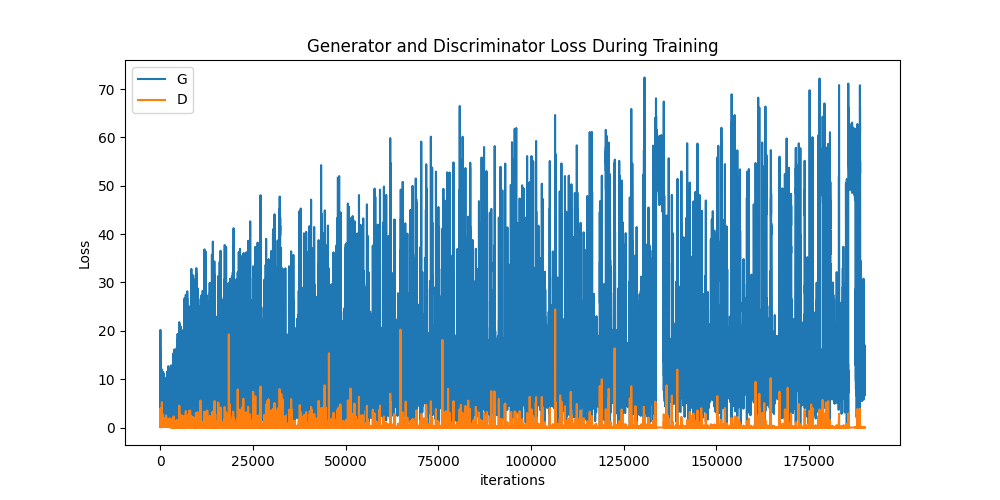 Generator and Discriminator Loss During Training
G
D
Loss
70
60
50
40
30
20
10
0
0 25000 50000 75000 100000 125000 150000 175000
iterations